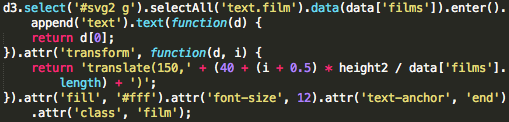 d3.select('#svg2 g').selectAll('text.film').data(data['films']).enter().
append('text').text(function(d) {
return d[0];
}).attr('transform', function(d, i) {
return 'translate(150,' + (40 + (i + 0.5) * height2 / data['films'].
length) + ')';
}).attr('fill', '#fff').attr('font-size', 12).attr('text-anchor', 'end')
.attr('class', 'film');